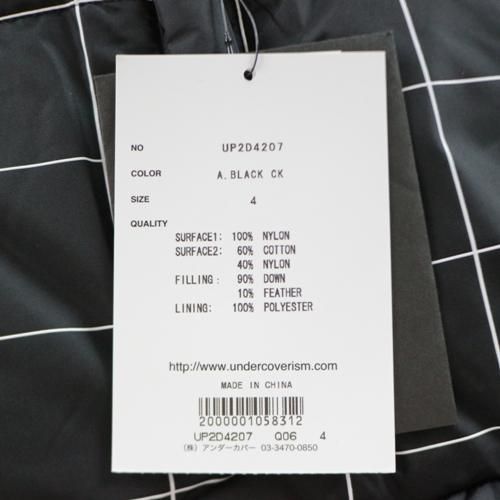 NO UP2D4207
COLOR A.BLACK CK
SIZE 4
QUALITY
SURFACE1: 100% NYLON
SURFACE2: 60% COTTON
40% NYLON
FILLING: 90% DOWN
10% FEATHER
LINING: 100% POLYESTER
http://www.undercoverism.com
MADE IN CHINA
2000001058312
UP2D4207 Q06 4
(株) アンダーカバー 03-3470-0850